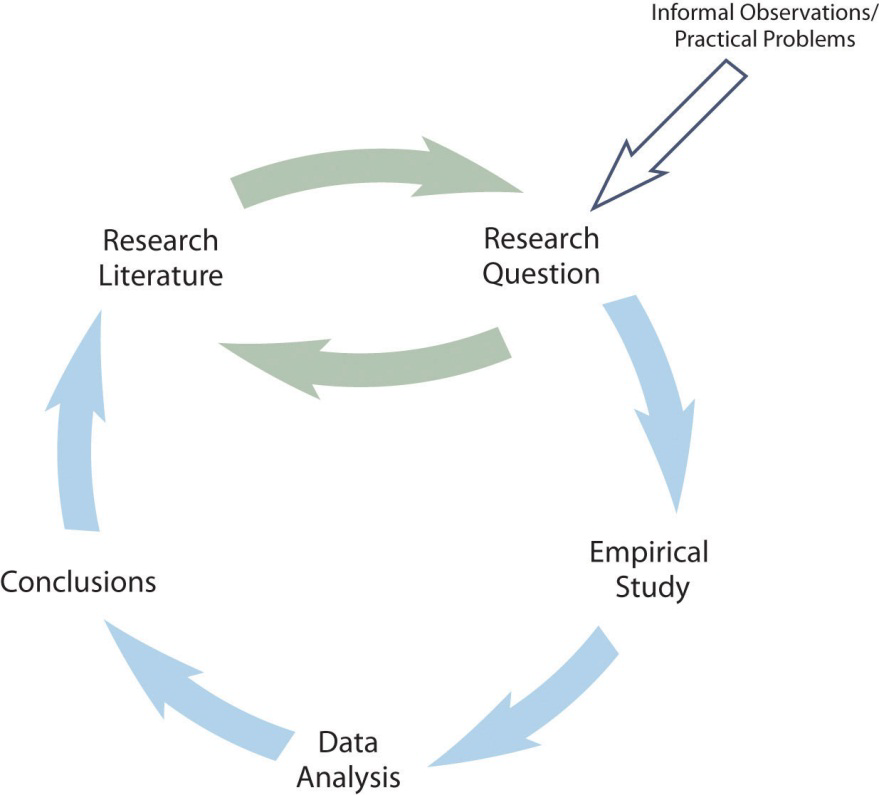 Informal Observations/
Practical Problems
Research
Literature
Research
Question
Empirical
Study
Conclusions
Data
Analysis